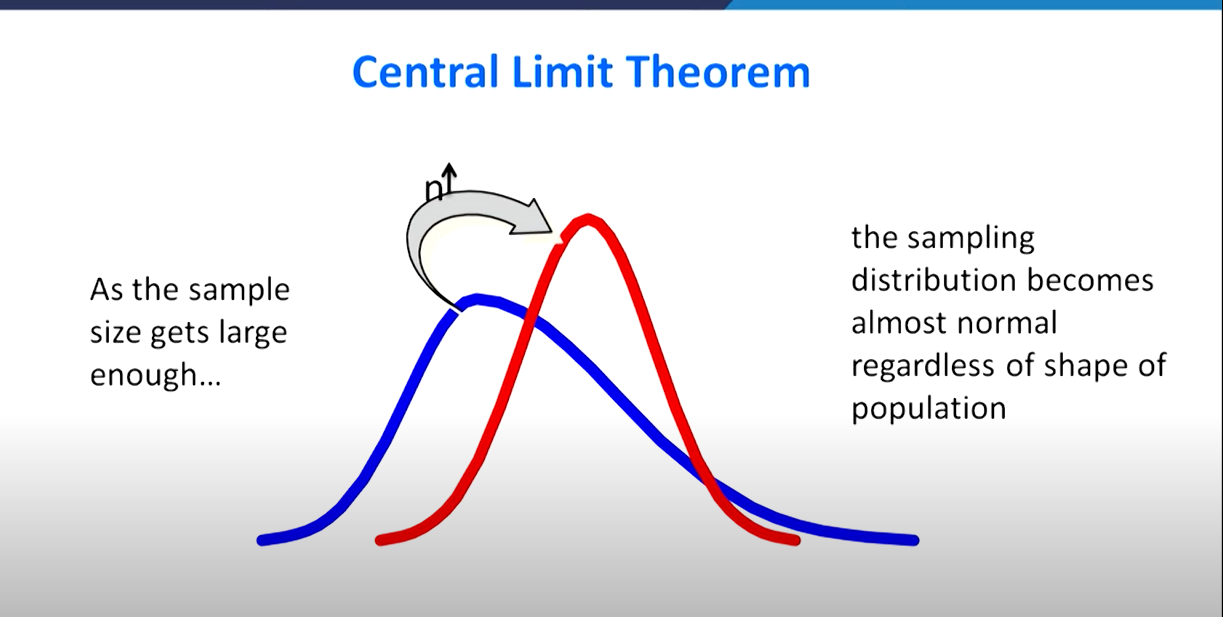 Central Limit Theorem
n↑
As the sample
size gets large
enough...
the sampling
distribution becomes
almost normal
regardless of shape of
population